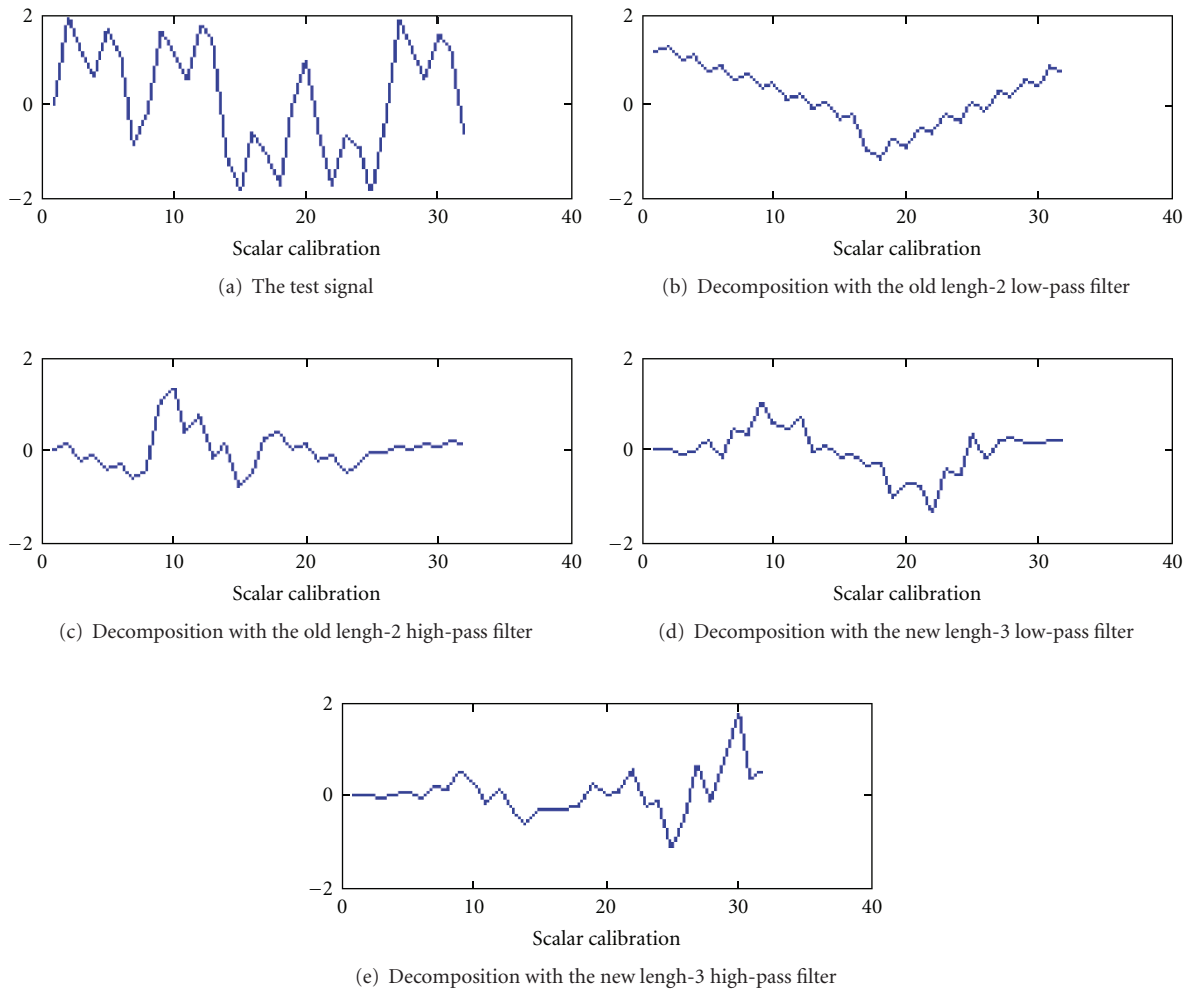 2
0
−2
0 10 20 30 40
Scalar calibration
(a) The test signal
2
0
−2
0 10 20 30 40
Scalar calibration
(b) Decomposition with the old lengh-2 low-pass filter
2
0
−2
0 10 20 30 40
Scalar calibration
(c) Decomposition with the old lengh-2 high-pass filter
2
0
−2
0 10 20 30 40
Scalar calibration
(d) Decomposition with the new lengh-3 low-pass filter
2
0
−2
0 10 20 30 40
Scalar calibration
(e) Decomposition with the new lengh-3 high-pass filter